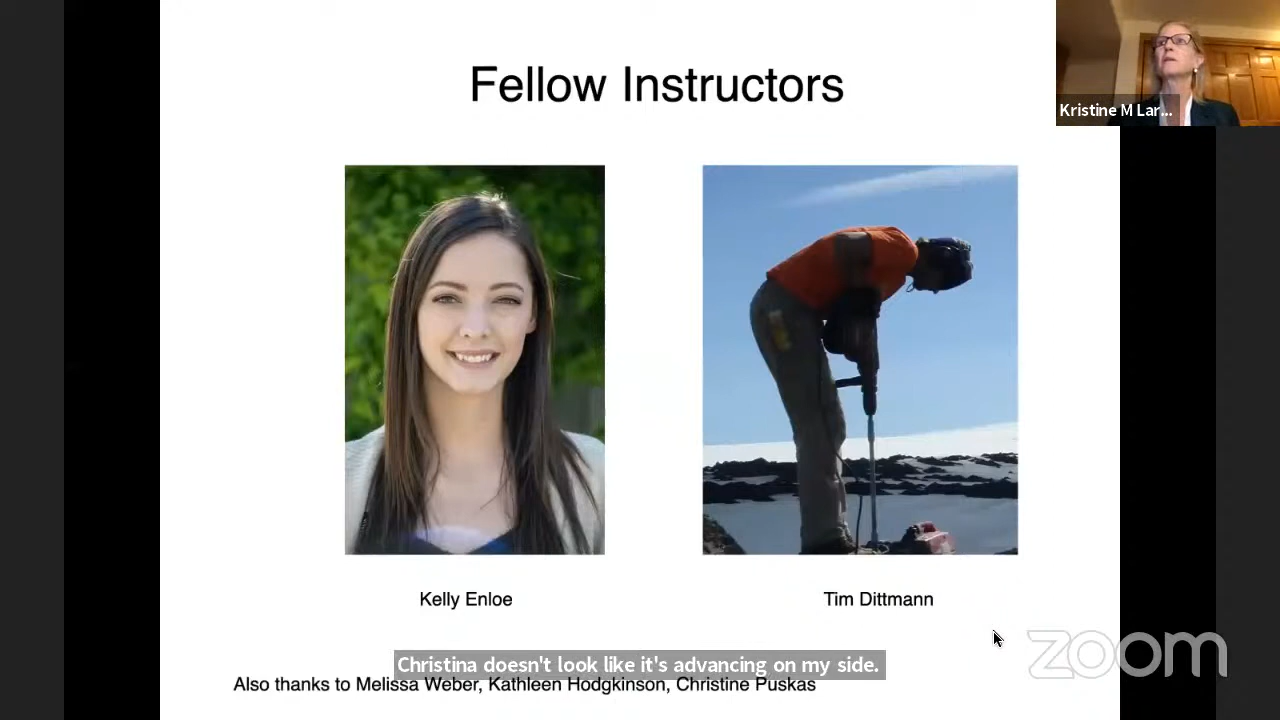 Fellow Instructors
Kristine M Lar...
Kelly Enloe
Tim Dittmann
Christina doesn't look like it's advancing on my side.
Also thanks to Melissa Weber, Kathleen Hodgkinson, Christine Puskas
zoom